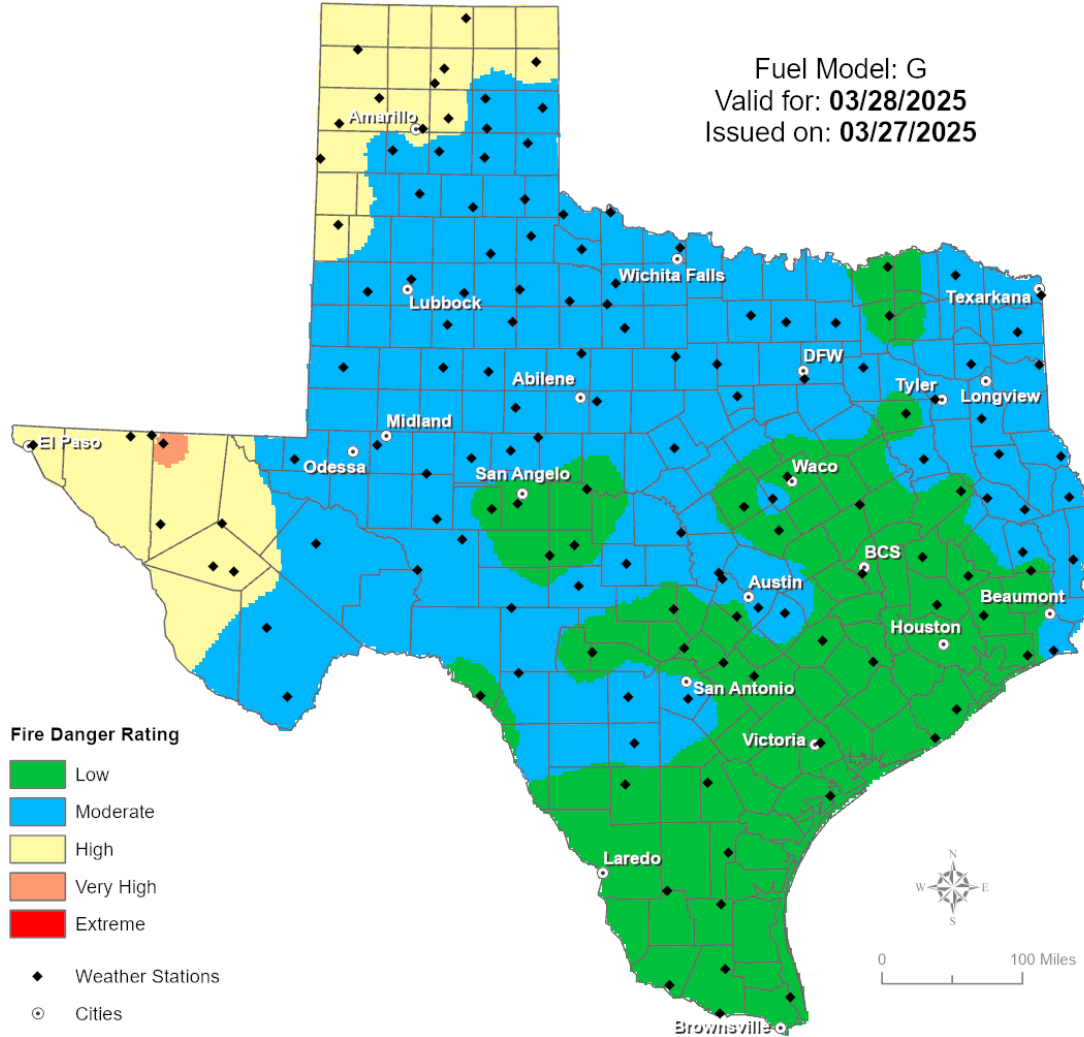 Fuel Model: G
Valid for: 03/28/2025
Issued on: 03/27/2025
Amarillo
Wichita Falls
Lubbock
Texarkana
DFW
Abilene
Tyler
Longview
Midland
El Paso
Odessa
San Angelo
Waco
BCS
Austin
Beaumont
Houston
San Antonio
Victoria
Laredo
Brownsville
Fire Danger Rating
Low
Moderate
High
Very High
Extreme
Weather Stations
Cities
N
W E
S
0 100 Miles